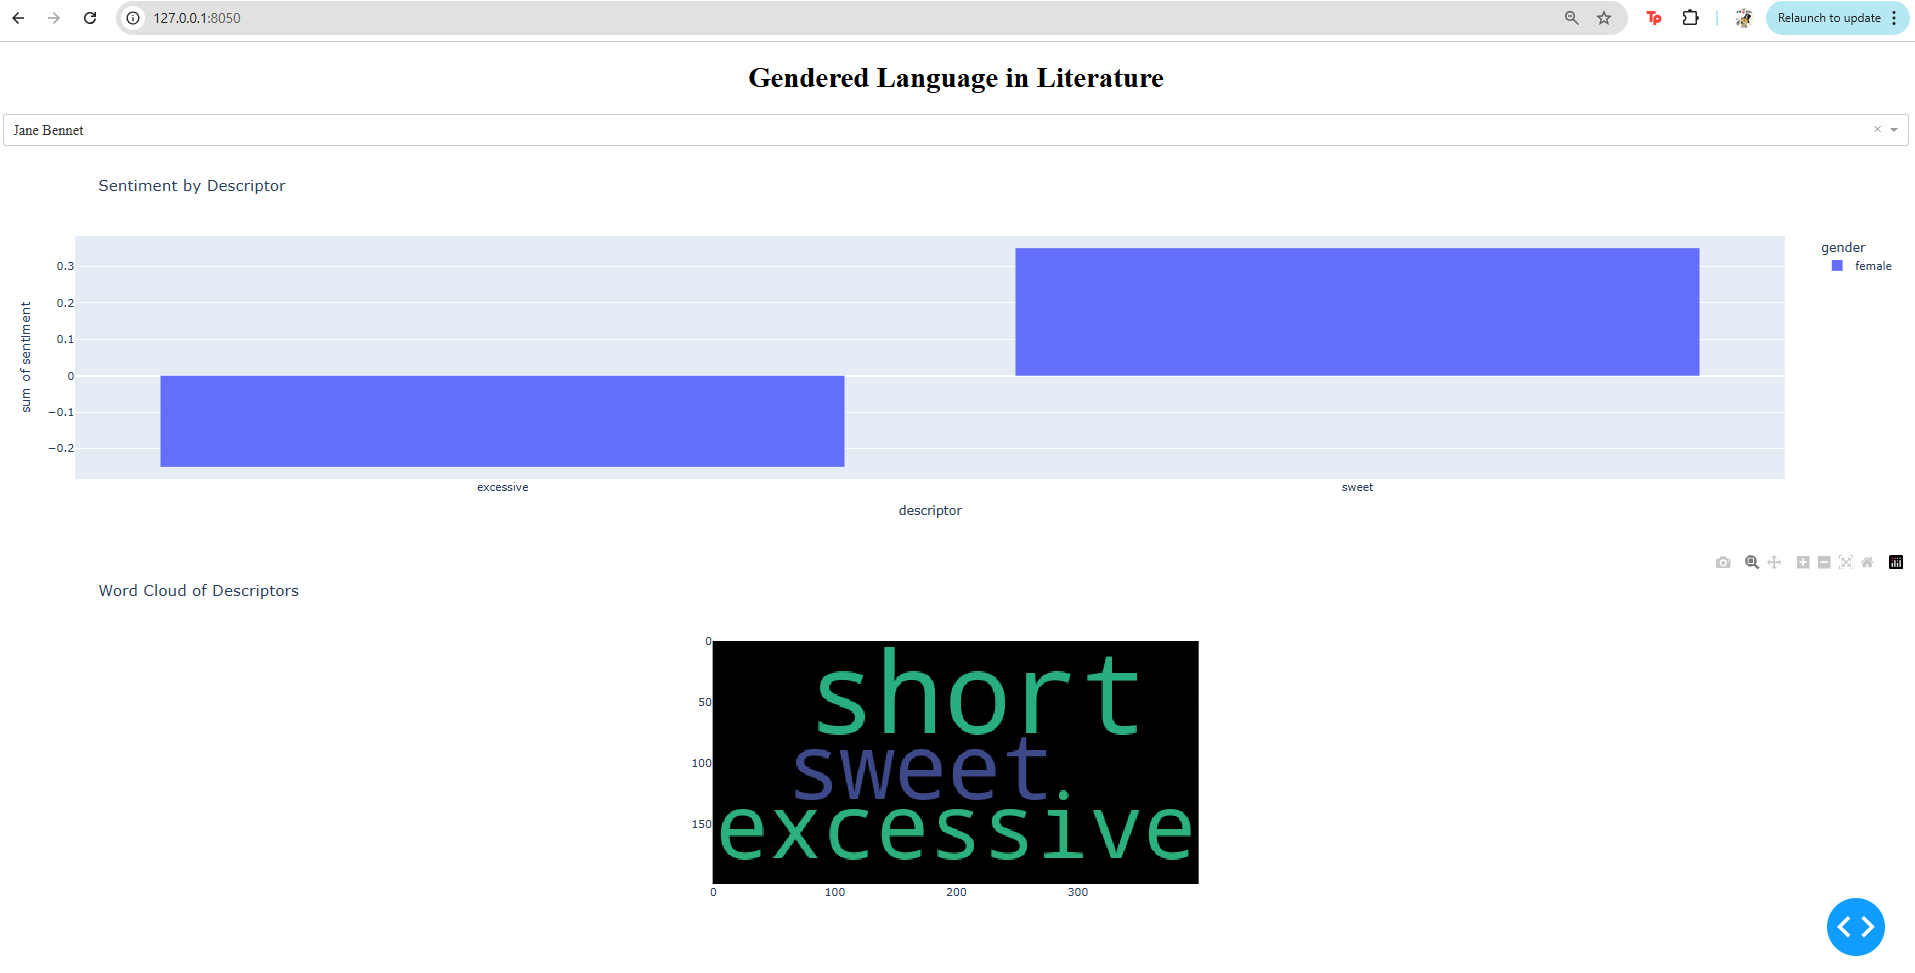 127.0.0.1:8050
Tp
Relaunch to update
Gendered Language in Literature
Jane Bennet
Sentiment by Descriptor
gender
female
sum of sentiment
0.3
0.2
0.1
0
−0.1
−0.2
excessive
sweet
descriptor
Word Cloud of Descriptors
0
50
100
150
short
sweet
excessive
0
100
200
300